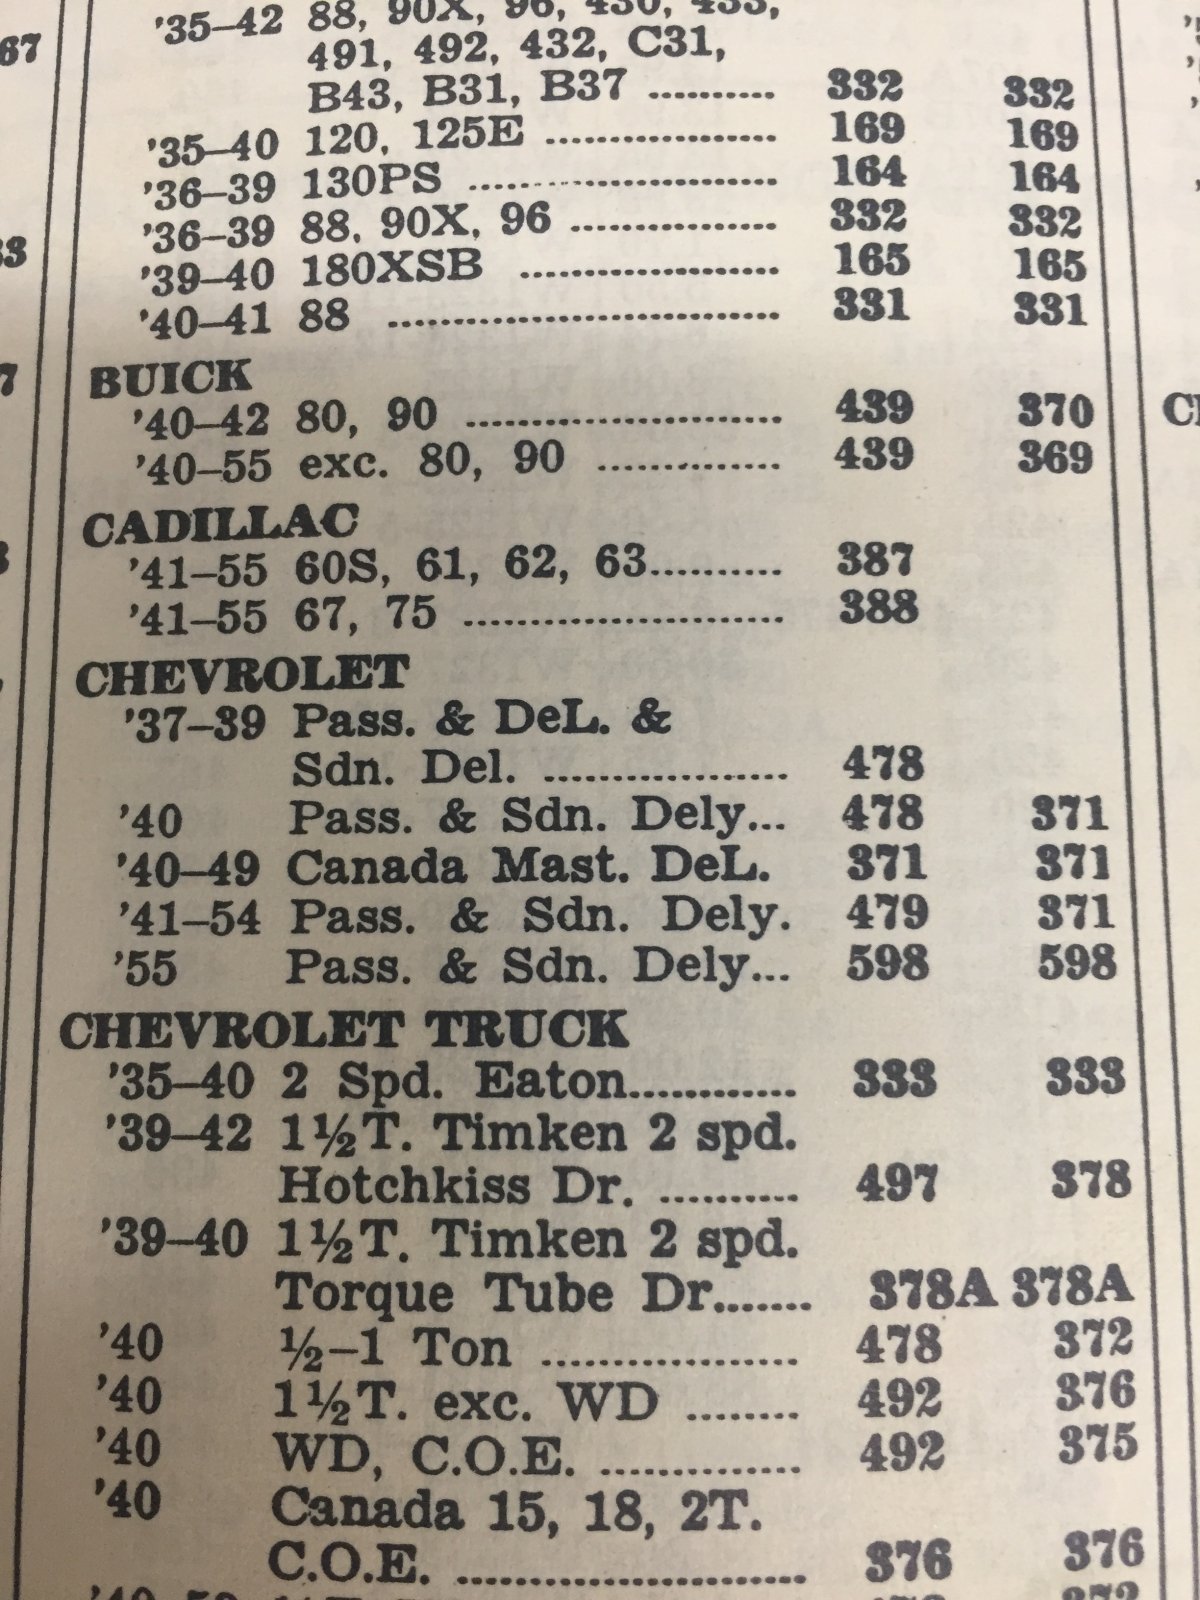 '35–42 88, 90X, 96, 430, 433,
491, 492, 432, C31,
B43, B31, B37 .......... 332 332
'35–40 120, 125E .................. 169 169
'36–39 130PS ........................ 164 164
'36–39 88, 90X, 96 ................ 332 332
'39–40 180XSB .................... 165 165
'40–41 88 .............................. 331 331
BUICK
'40–42 80, 90 ........................ 439 370
'40–55 exc. 80, 90 .............. 439 369
CADILLAC
'41–55 60S, 61, 62, 63.......... 387
'41–55 67, 75 ........................ 388
CHEVROLET
'37–39 Pass. & DeL. &
Sdn. Del. ................... 478
'40 Pass. & Sdn. Dely... 478 371
'40–49 Canada Mast. DeL. 371 371
'41–54 Pass. & Sdn. Dely. 479 371
'55 Pass. & Sdn. Dely... 598 598
CHEVROLET TRUCK
'35–40 2 Spd. Eaton............. 333 333
'39–42 1½T. Timken 2 spd.
Hotchkiss Dr. .......... 497 378
'39–40 1½T. Timken 2 spd.
Torque Tube Dr....... 378A 378A
'40 ½–1 Ton .................... 478 372
'40 1½T. exc. WD ........ 492 376
'40 WD, C.O.E. ............... 492 375
'40 Canada 15, 18, 2T.
C.O.E. ........................... 376 376